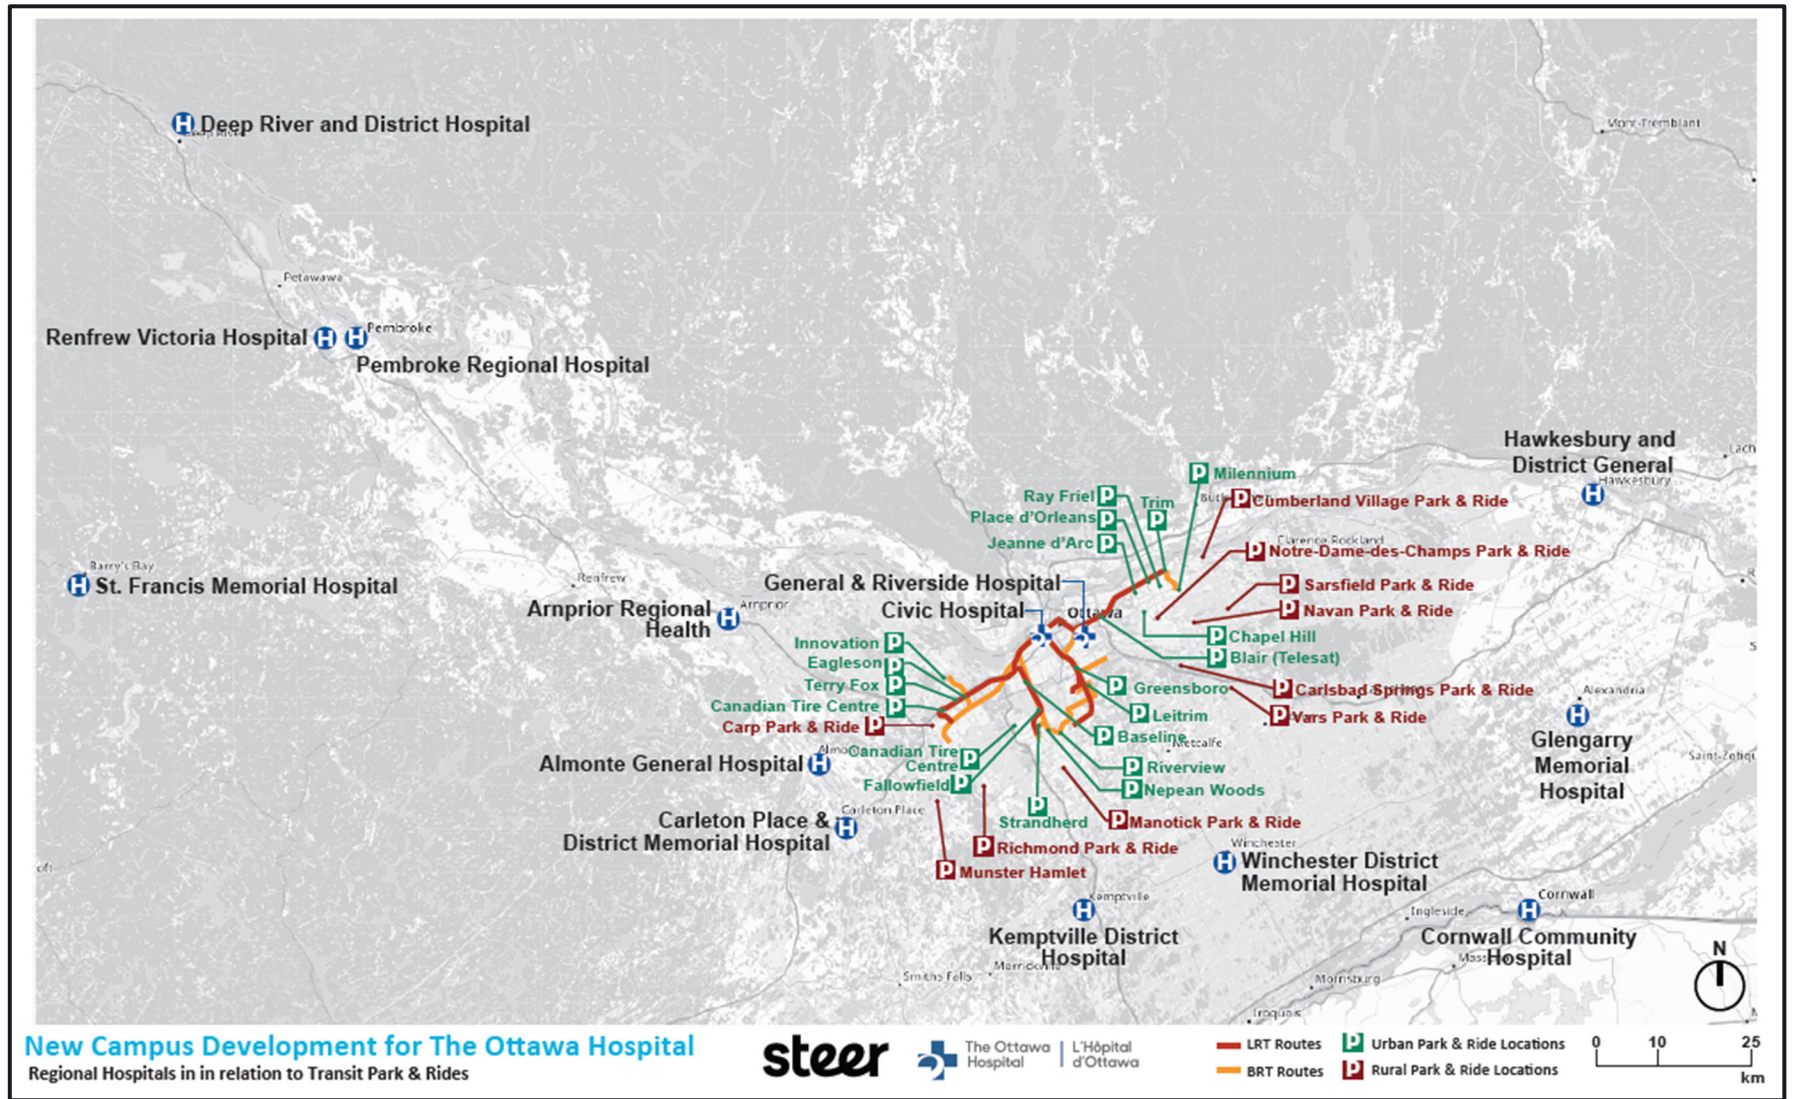 Mont-Tremblant
H Deep River and District Hospital
Petawawa
Pembroke
Renfrew Victoria Hospital H H
Pembroke Regional Hospital
Hawkesbury and
District General
Lach
Hawkesbury
H
P Milennium
Ray Friel P
Trim
P
P Cumberland Village Park & Ride
Place d'Orleans P
Jeanne d'Arc P
Clarence-Rockland
P Notre-Dame-des-Champs Park & Ride
Barry's Bay
H St. Francis Memorial Hospital
Renfrew
General & Riverside Hospital
P Sarsfield Park & Ride
Arnprior Regional
Health
H
Arnprior
Civic Hospital
Ottawa
P Navan Park & Ride
Innovation P
P Chapel Hill
Eagleson P
P Blair (Telesat)
Terry Fox P
P Greensboro
P Carlsbad Springs Park & Ride
Canadian Tire Centre P
P Leitrim
P Vars Park & Ride
Alexandria
H
Carp Park & Ride P
P Baseline
Metcalfe
Glengarry
Memorial
Hospital
Almonte General Hospital H
Canadian Tire
Centre
P
P Riverview
Fallowfield P
P Nepean Woods
P
Strandherd
Carleton Place
Carleton Place &
District Memorial Hospital
H
P Manotick Park & Ride
P Richmond Park & Ride
P Munster Hamlet
Winchester
H Winchester District
Memorial Hospital
Kemptville
H
Kemptville District
Hospital
Cornwall
H
Ingleside
Cornwall Community
Hospital
Smiths Falls
Merrickville
Morrisburg
Iroquois
N
New Campus Development for The Ottawa Hospital
Regional Hospitals in in relation to Transit Park & Rides
steer
The Ottawa
Hospital
L'Hôpital
d'Ottawa
LRT Routes
BRT Routes
P Urban Park & Ride Locations
P Rural Park & Ride Locations
0 10 25
km